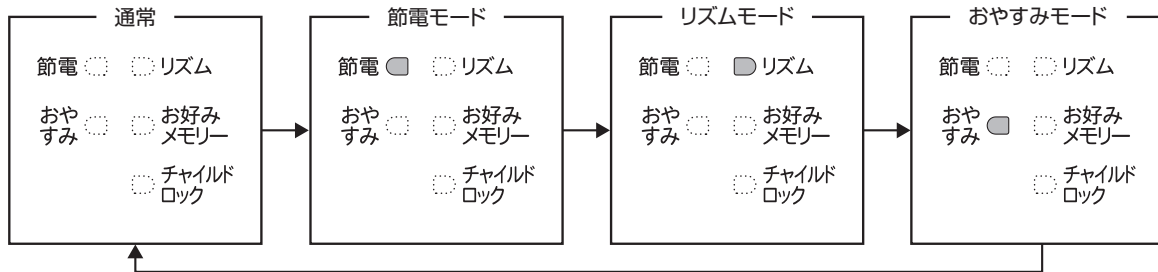 通常
節電
リズム
おや
すみ
お好み
メモリー
チャイルド
ロック
節電モード
節電
リズム
おや
すみ
お好み
メモリー
チャイルド
ロック
リズムモード
節電
リズム
おや
すみ
お好み
メモリー
チャイルド
ロック
おやすみモード
節電
リズム
おや
すみ
お好み
メモリー
チャイルド
ロック